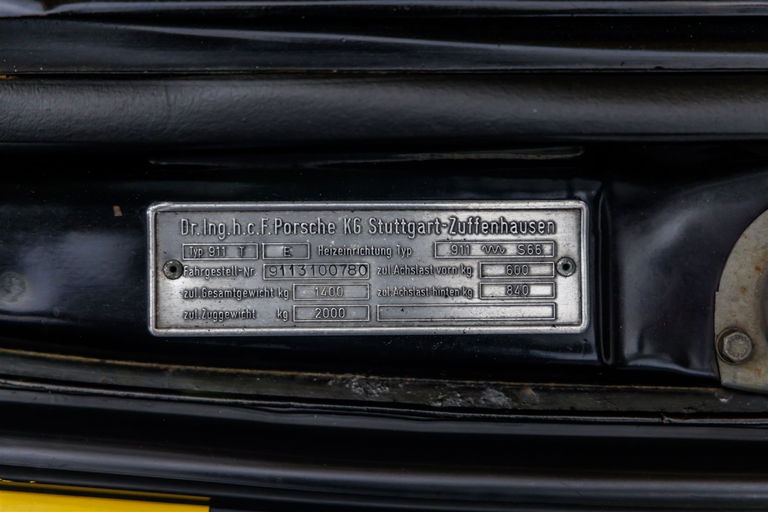 Dr.Ing.h.c.F.Porsche KG Stuttgart-Zuffenhausen
Typ 911 T E Heizeinrichtung Typ 911 S66
Fahrgestell-Nr 9113100780 zul.Achslast vorn kg 600
zul.Gesamtgewicht kg 1400 zul.Achslast hinten kg 840
zul.Zuggewicht kg 2000